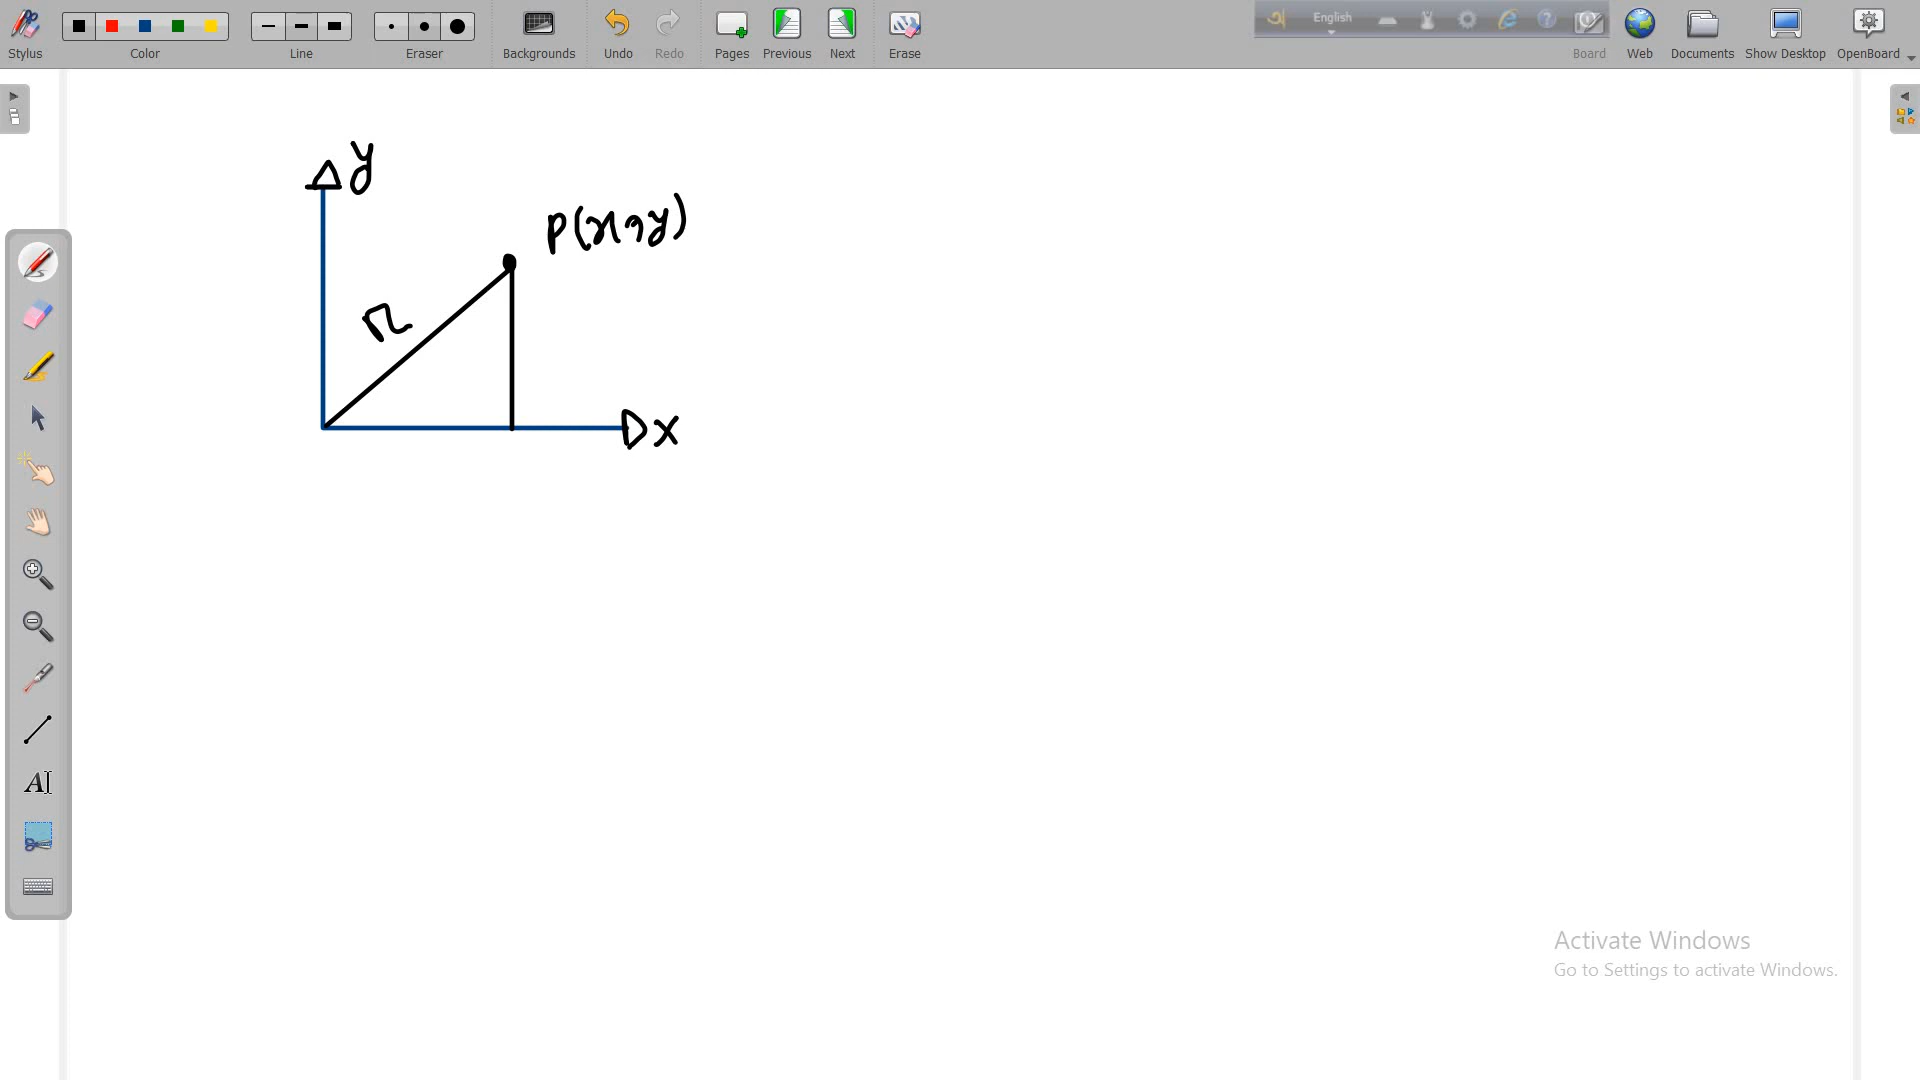 English
Stylus Color Line Eraser Backgrounds Undo Redo Pages Previous Next Erase Board Web Documents Show Desktop OpenBoard
y
P(x,y)
r
x
AI
Activate Windows
Go to Settings to activate Windows.